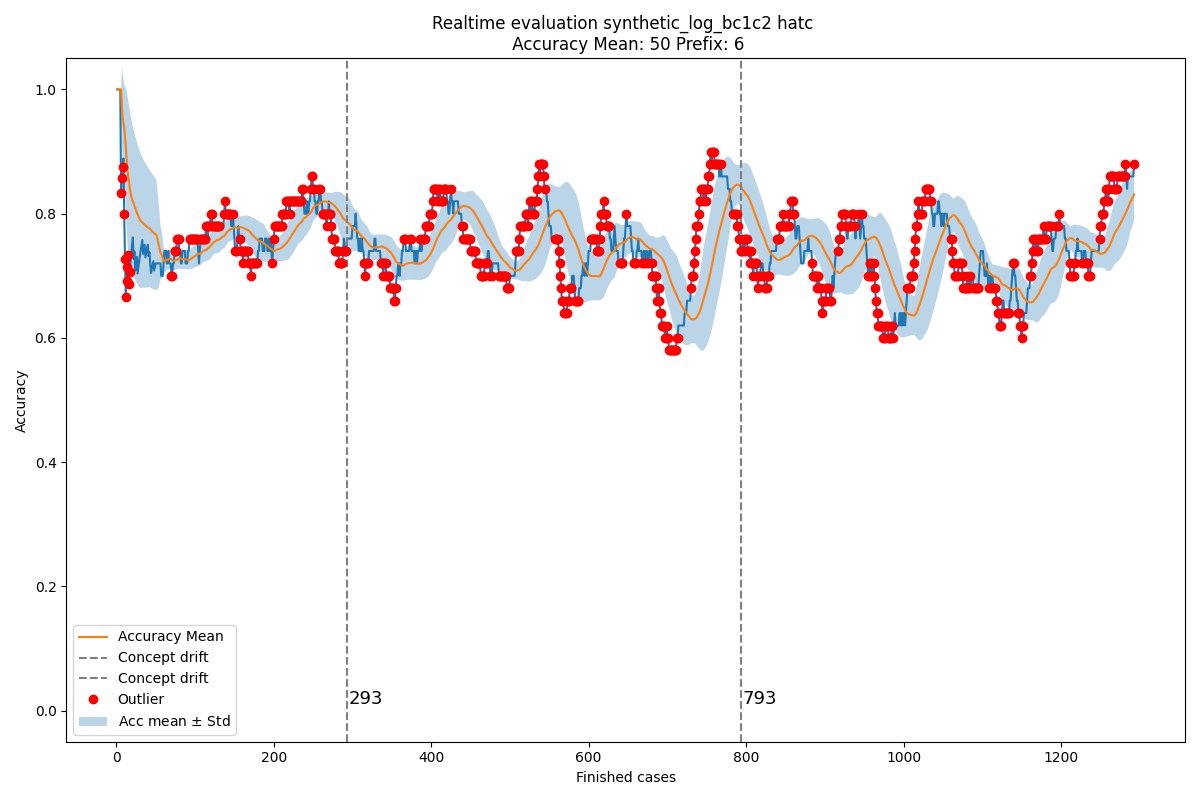 Realtime evaluation synthetic_log_bc1c2 hatc
Accuracy Mean: 50 Prefix: 6
Accuracy
1.0
0.8
0.6
0.4
0.2
0.0
Accuracy Mean
Concept drift
Concept drift
Outlier
Acc mean ± Std
293
793
0
200
400
600
800
1000
1200
Finished cases